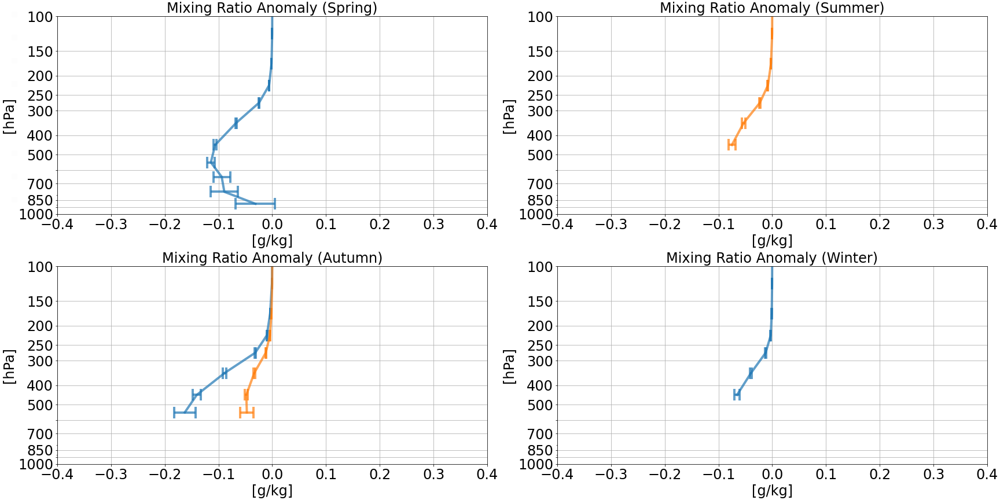 Mixing Ratio Anomaly (Spring)
100
150
200
250
300
400
500
700
850
1000
[hPa]
−0.4 −0.3 −0.2 −0.1 0.0 0.1 0.2 0.3 0.4
[g/kg]
Mixing Ratio Anomaly (Summer)
100
150
200
250
300
400
500
700
850
1000
[hPa]
−0.4 −0.3 −0.2 −0.1 0.0 0.1 0.2 0.3 0.4
[g/kg]
Mixing Ratio Anomaly (Autumn)
100
150
200
250
300
400
500
700
850
1000
[hPa]
−0.4 −0.3 −0.2 −0.1 0.0 0.1 0.2 0.3 0.4
[g/kg]
Mixing Ratio Anomaly (Winter)
100
150
200
250
300
400
500
700
850
1000
[hPa]
−0.4 −0.3 −0.2 −0.1 0.0 0.1 0.2 0.3 0.4
[g/kg]